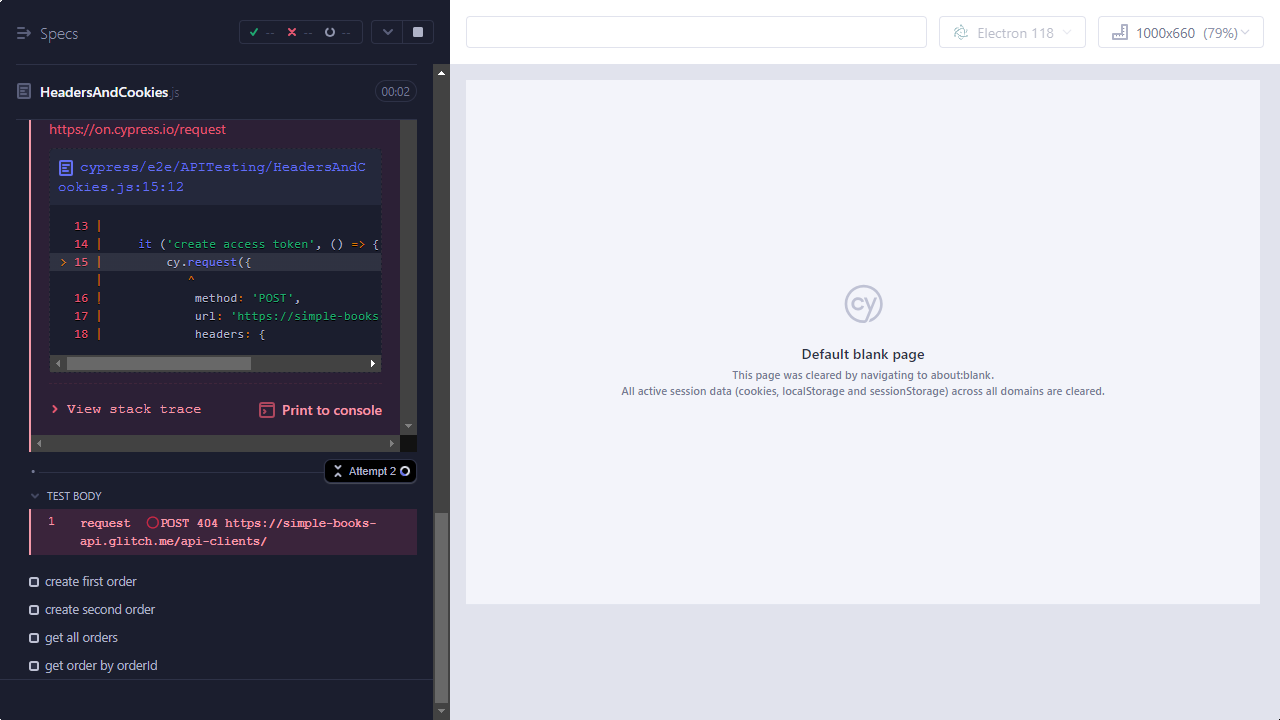 Specs
--
--
--
HeadersAndCookies.js
00:02
https://on.cypress.io/request
cypress/e2e/APITesting/HeadersAndC
ookies.js:15:12
13 |
14 |     it ('create access token', () => {
> 15 |         cy.request({
|            ^
16 |             method: 'POST',
17 |             url: 'https://simple-books
18 |             headers: {
> View stack trace
Print to console
Attempt 2
TEST BODY
1 request POST 404 https://simple-books-
api.glitch.me/api-clients/
create first order
create second order
get all orders
get order by orderId
Electron 118
1000x660 (79%)
cy
Default blank page
This page was cleared by navigating to about:blank.
All active session data (cookies, localStorage and sessionStorage) across all domains are cleared.